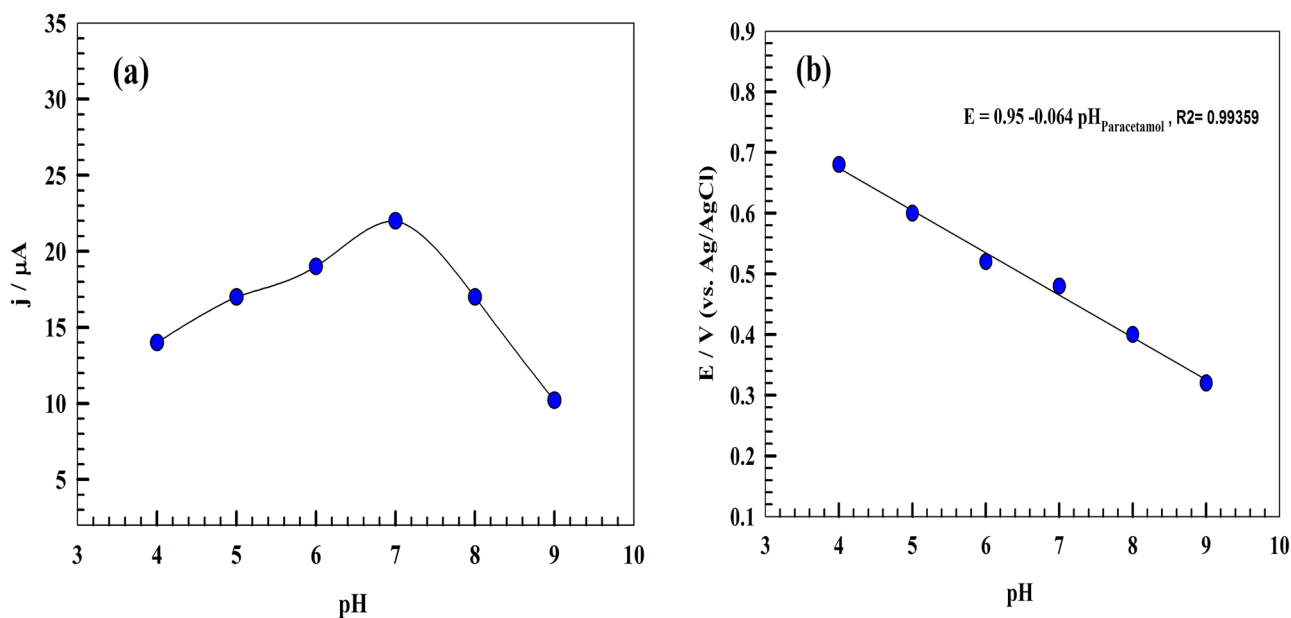 (a)
j / µA
35
30
25
20
15
10
5
3 4 5 6 7 8 9 10
pH
(b)
E = 0.95 -0.064 pHParacetamol , R2= 0.99359
E / V (vs. Ag/AgCl)
0.9
0.8
0.7
0.6
0.5
0.4
0.3
0.2
0.1
3 4 5 6 7 8 9 10
pH